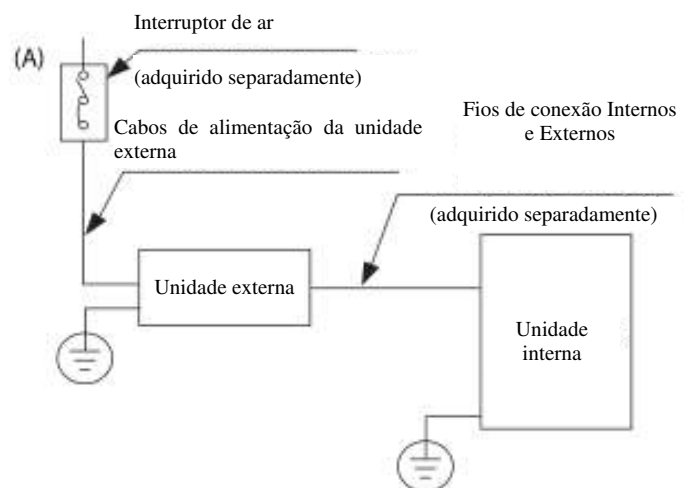 Interruptor de ar
(A)
(adquirido separadamente)
Cabos de alimentação da unidade
externa
Fios de conexão Internos
e Externos
(adquirido separadamente)
Unidade externa
Unidade
interna